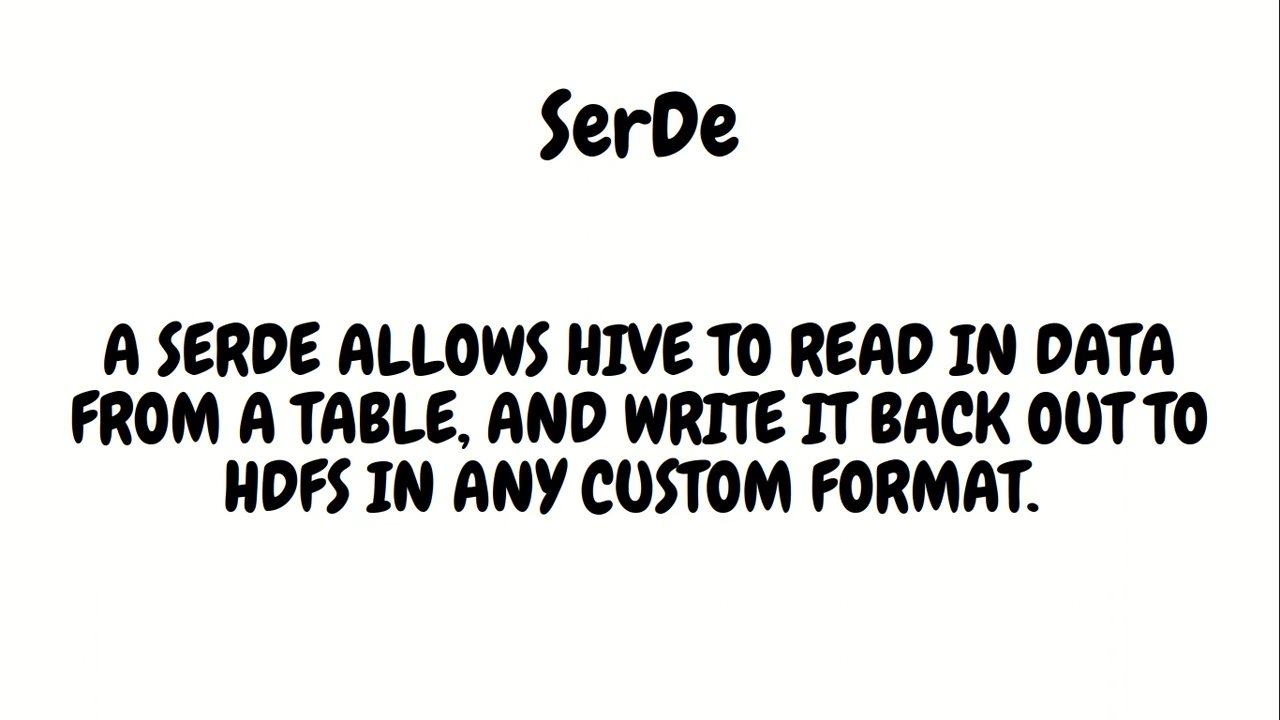 SerDe
A SERDE ALLOWS HIVE TO READ IN DATA
FROM A TABLE, AND WRITE IT BACK OUT TO
HDFS IN ANY CUSTOM FORMAT.